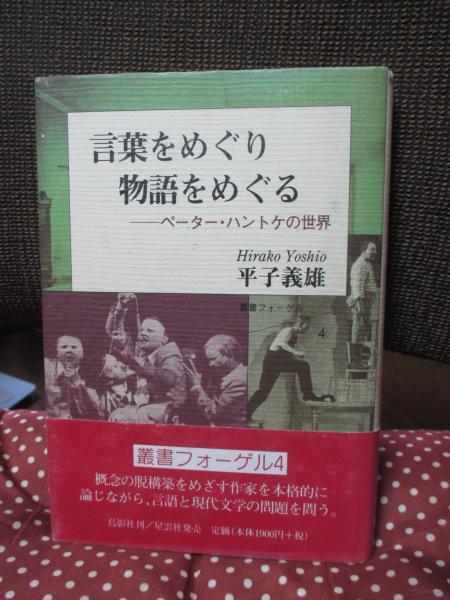 言葉をめぐり
物語をめぐる
――ペーター・ハントケの世界
Hirako Yoshio
平子義雄
叢書フォーゲル
4
叢書フォーゲル4
概念の脱構築をめざす作家を本格的に
論じながら、言語と現代文学の問題を問う。
鳥影社刊／星雲社発売 定価（本体1900円+税）